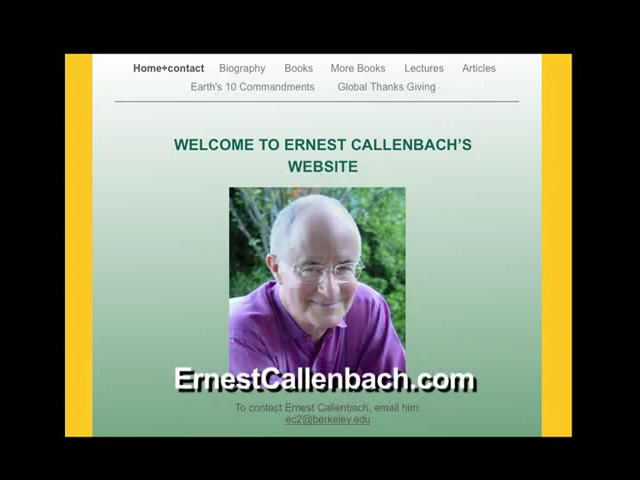 Home+contact Biography Books More Books Lectures Articles
Earth's 10 Commandments Global Thanks Giving
WELCOME TO ERNEST CALLENBACH'S
WEBSITE
ErnestCallenbach.com
To contact Ernest Callenbach, email him:
ec2@berkeley.edu